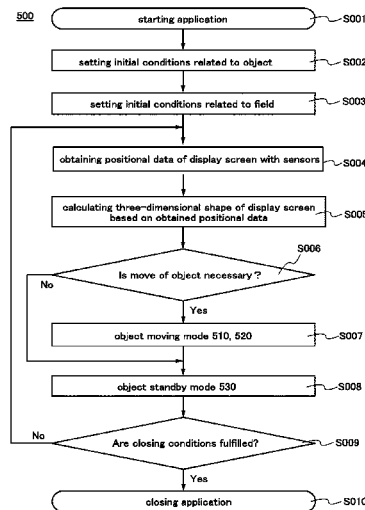 500
starting application
S001
setting initial conditions related to object
S002
setting initial conditions related to field
S003
obtaining positional data of display screen with sensors
S004
calculating three-dimensional shape of display screen
based on obtained positional data
S005
S006
Is move of object necessary?
No
Yes
object moving mode 510, 520
S007
object standby mode 530
S008
No
Are closing conditions fulfilled?
S009
Yes
closing application
S010